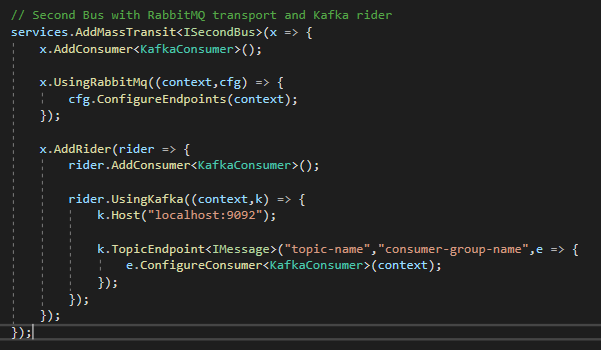 // Second Bus with RabbitMQ transport and Kafka rider
services.AddMassTransit<ISecondBus>(x => {
    x.AddConsumer<KafkaConsumer>();

    x.UsingRabbitMq((context,cfg) => {
        cfg.ConfigureEndpoints(context);
    });

    x.AddRider(rider => {
        rider.AddConsumer<KafkaConsumer>();

        rider.UsingKafka((context,k) => {
            k.Host("localhost:9092");

            k.TopicEndpoint<IMessage>("topic-name","consumer-group-name",e => {
                e.ConfigureConsumer<KafkaConsumer>(context);
            });
        });
    });
});